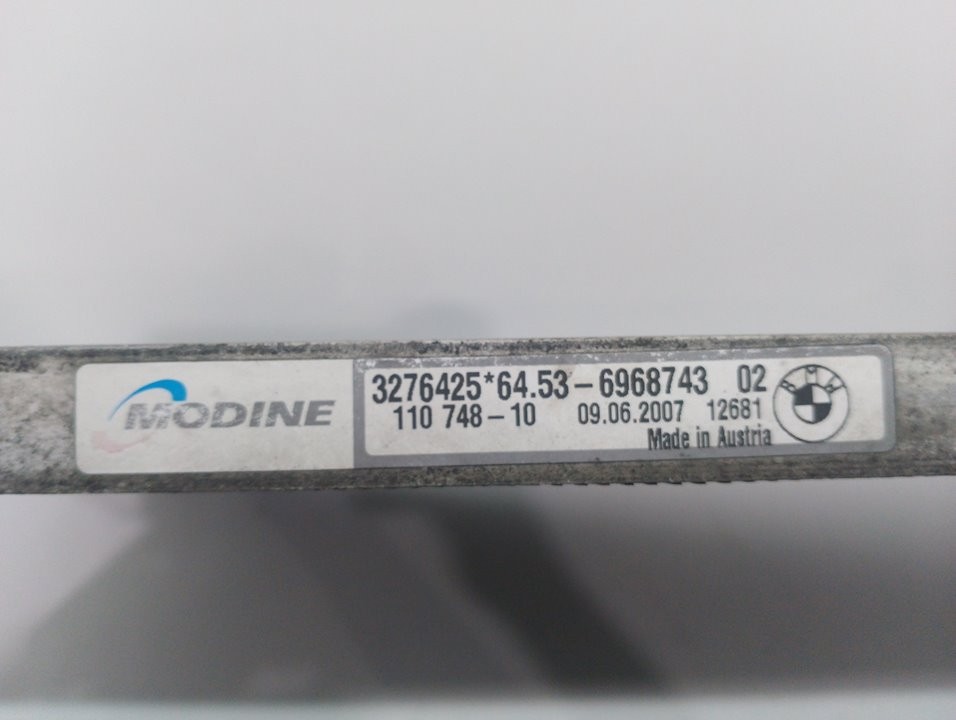 MODINE
3276425*64.53-6968743 02
110 748-10 09.06.2007 12681
Made in Austria
BMW